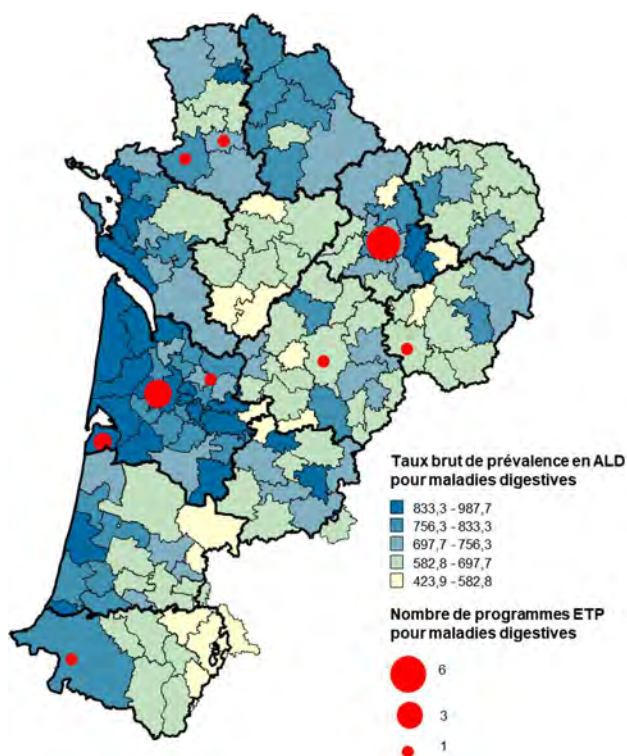 Taux brut de prévalence en ALD
pour maladies digestives
833,3 - 987,7
756,3 - 833,3
697,7 - 756,3
582,8 - 697,7
423,9 - 582,8
Nombre de programmes ETP
pour maladies digestives
6
3
1